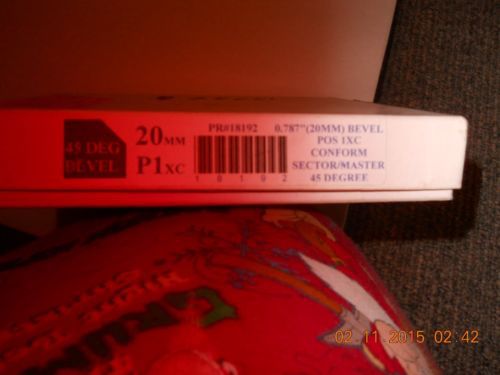 45 DEG
BEVEL
20MM
P1XC
PR#18192
18192
0.787"(20MM) BEVEL
POS 1XC
CONFORM
SECTOR/MASTER
45 DEGREE
02.11.2015 02:42